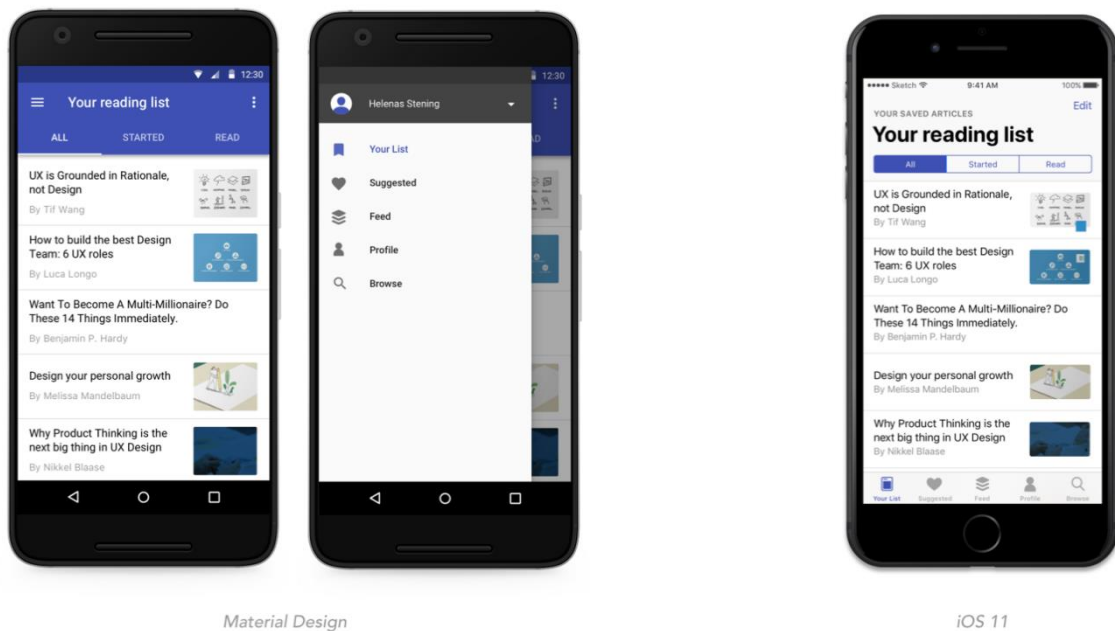 12:30
Your reading list
ALL STARTED READ
UX is Grounded in Rationale,
not Design
By Tif Wang
How to build the best Design
Team: 6 UX roles
By Luca Longo
Want To Become A Multi-Millionaire? Do
These 14 Things Immediately.
By Benjamin P. Hardy
Design your personal growth
By Melissa Mandelbaum
Why Product Thinking is the
next big thing in UX Design
By Nikkel Blaase
12:30
Helenas Stening
AD
Your List
Suggested
Feed
Profile
Browse
Material Design
Sketch 9:41 AM 100%
Edit
YOUR SAVED ARTICLES
Your reading list
All Started Read
UX is Grounded in Rationale,
not Design
By Tif Wang
How to build the best Design
Team: 6 UX roles
By Luca Longo
Want To Become A Multi-Millionaire? Do
These 14 Things Immediately.
By Benjamin P. Hardy
Design your personal growth
By Melissa Mandelbaum
Why Product Thinking is the
next big thing in UX Design
By Nikkel Blaase
Your List Suggested Feed Profile Browse
iOS 11